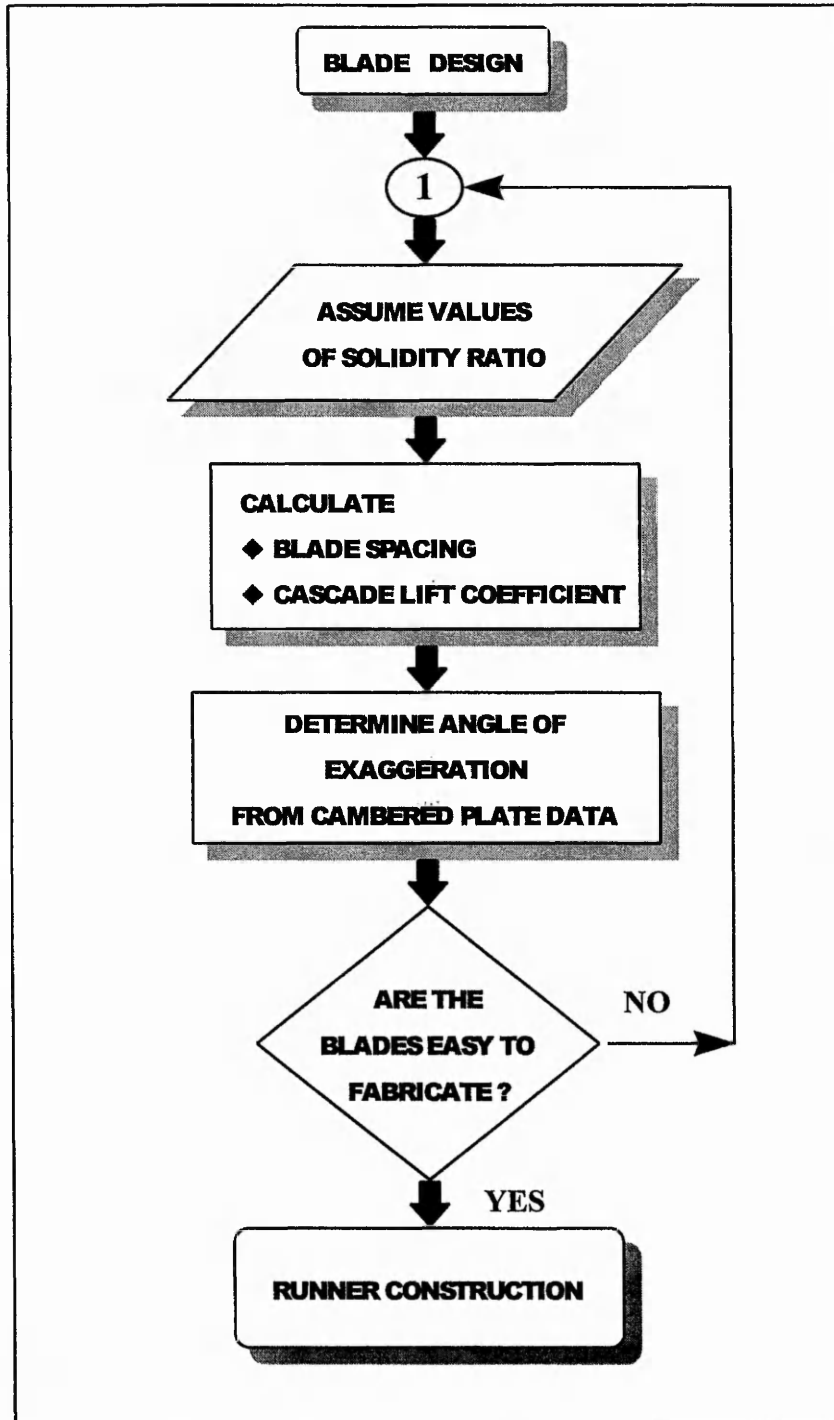 BLADE DESIGN
1
ASSUME VALUES
OF SOLIDITY RATIO
CALCULATE
◆ BLADE SPACING
◆ CASCADE LIFT COEFFICIENT
DETERMINE ANGLE OF
EXAGGERATION
FROM CAMBERED PLATE DATA
ARE THE
BLADES EASY TO
FABRICATE ?
NO
YES
RUNNER CONSTRUCTION